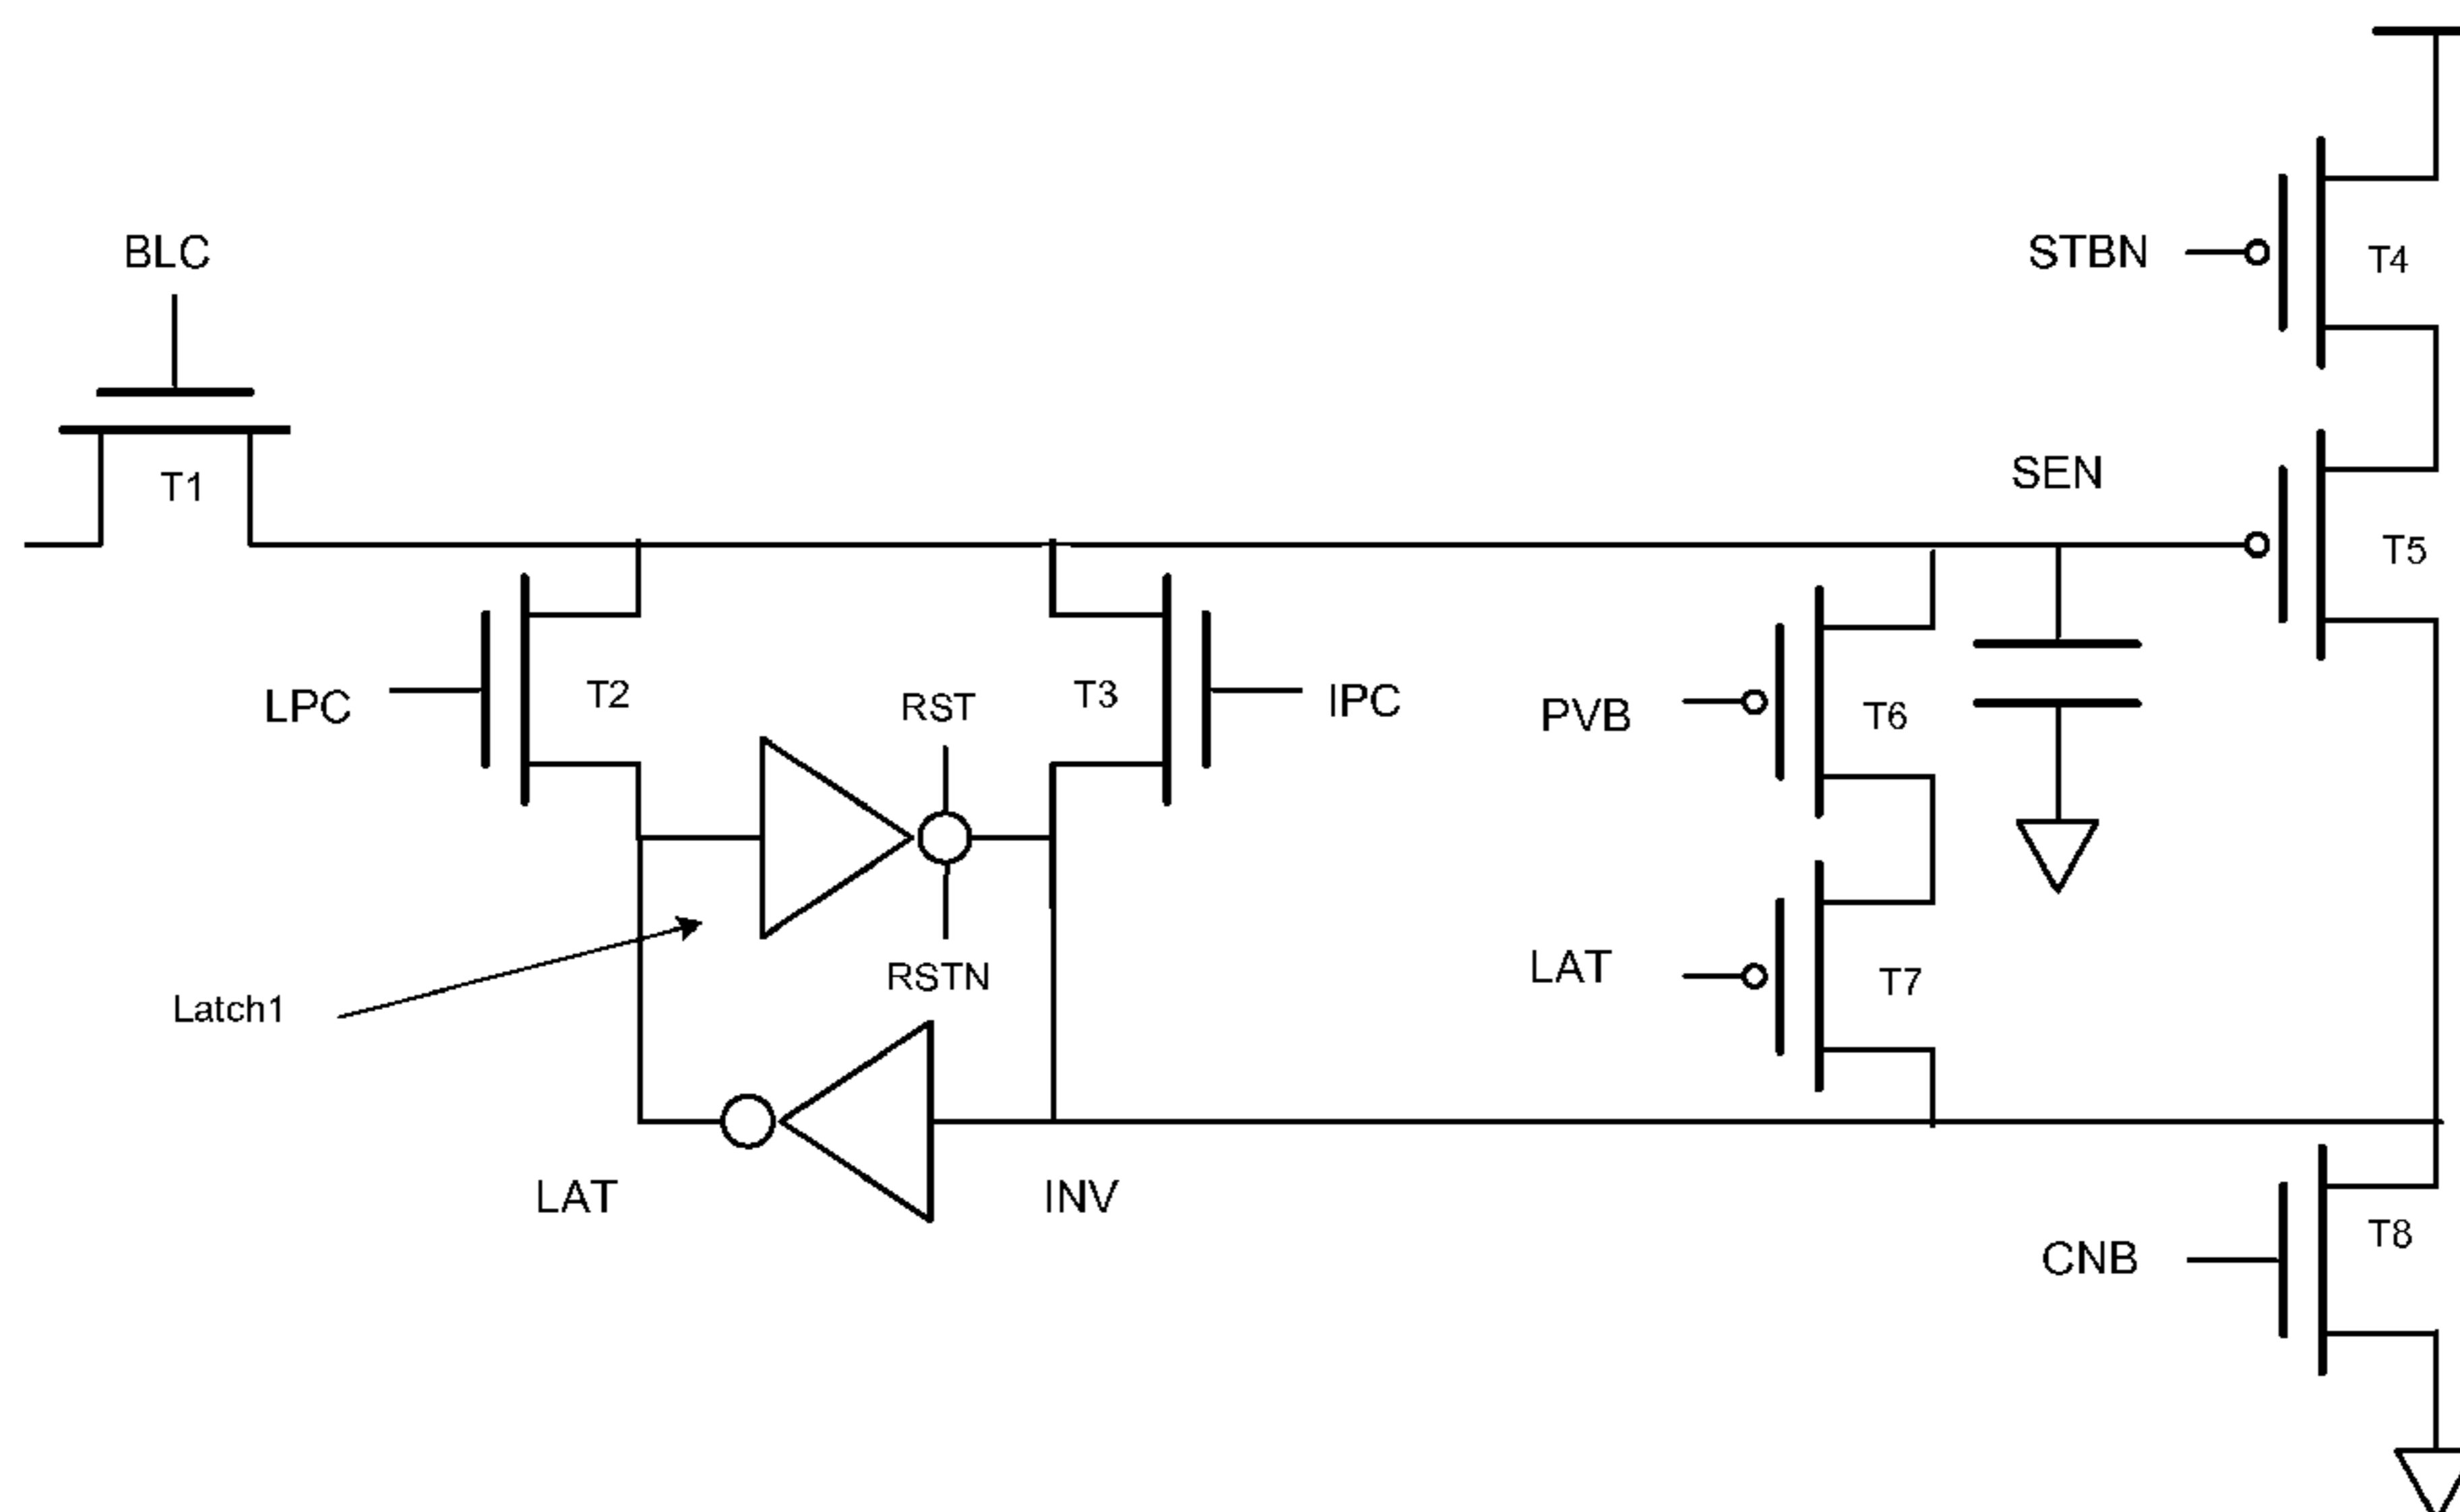 BLC
STBN
T4
SEN
T1
T5
LPC
T2
RST
T3
IPC
PVB
T6
LAT
T7
RSTN
Latch1
LAT
INV
T8
CNB